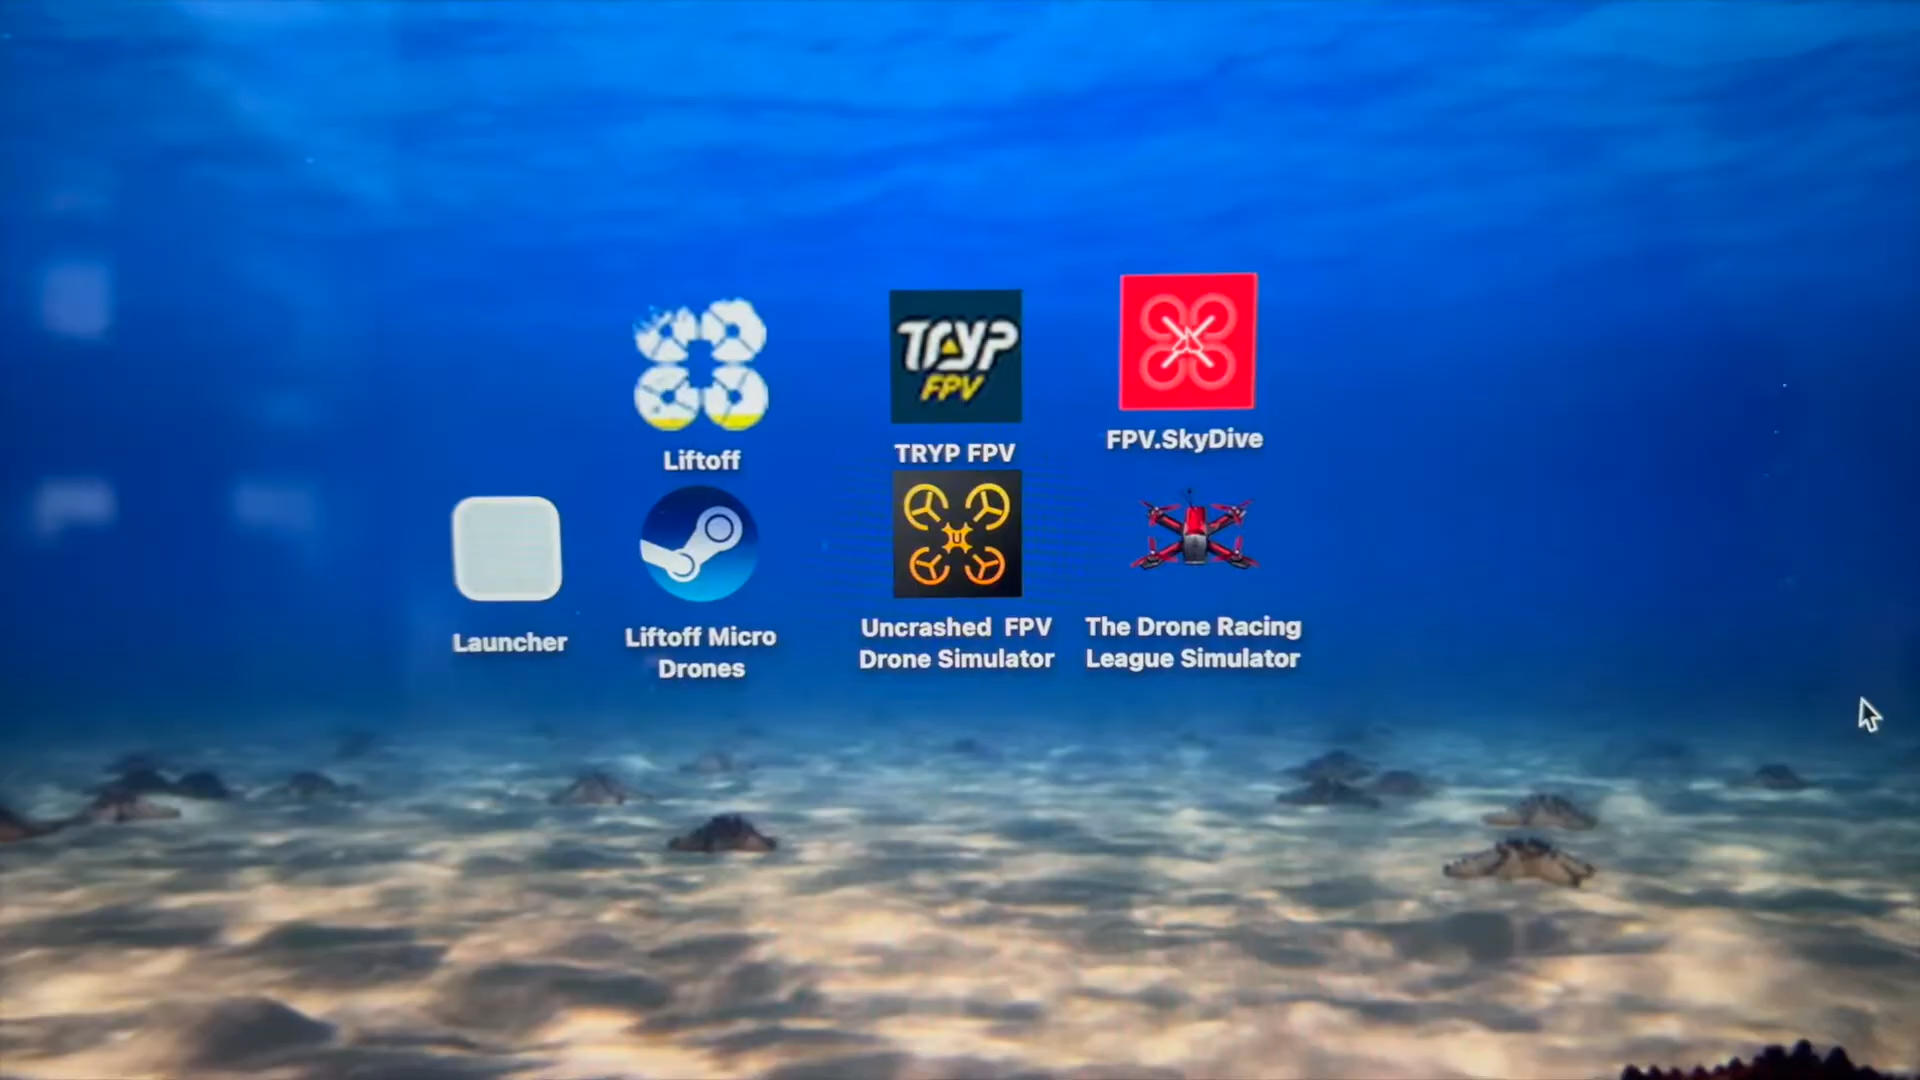 TRYP
FPV
Liftoff
TRYP FPV
FPV.SkyDive
U
Launcher
Liftoff Micro
Drones
Uncrashed FPV
Drone Simulator
The Drone Racing
League Simulator